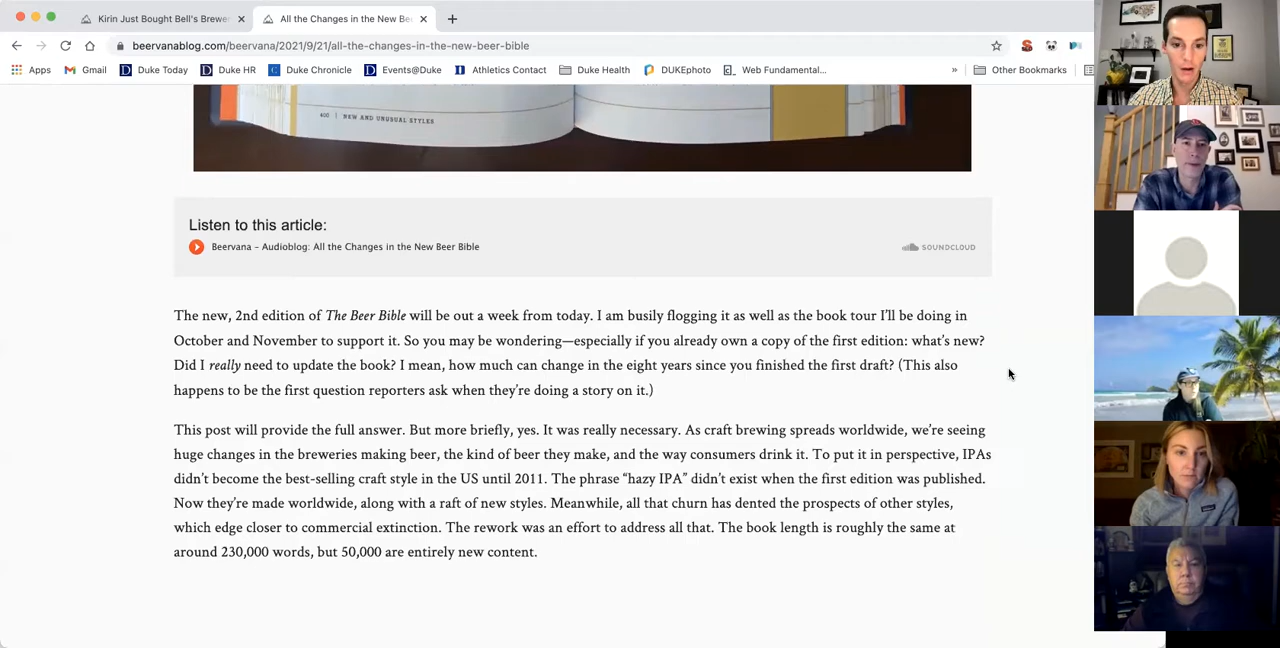 Kirin Just Bought Bell's Brewe
All the Changes in the New Be
beervanablog.com/beervana/2021/9/21/all-the-changes-in-the-new-beer-bible
Apps
Gmail
Duke Today
Duke HR
Duke Chronicle
Events@Duke
Athletics Contact
Duke Health
DUKEphoto
Web Fundamental...
»
Other Bookmarks
400 | NEW AND UNUSUAL STYLES
Listen to this article:
Beervana - Audioblog: All the Changes in the New Beer Bible
SOUNDCLOUD
The new, 2nd edition of The Beer Bible will be out a week from today. I am busily flogging it as well as the book tour I'll be doing in
October and November to support it. So you may be wondering—especially if you already own a copy of the first edition: what's new?
Did I really need to update the book? I mean, how much can change in the eight years since you finished the first draft? (This also
happens to be the first question reporters ask when they're doing a story on it.)
This post will provide the full answer. But more briefly, yes. It was really necessary. As craft brewing spreads worldwide, we're seeing
huge changes in the breweries making beer, the kind of beer they make, and the way consumers drink it. To put it in perspective, IPAs
didn't become the best-selling craft style in the US until 2011. The phrase “hazy IPA” didn't exist when the first edition was published.
Now they're made worldwide, along with a raft of new styles. Meanwhile, all that churn has dented the prospects of other styles,
which edge closer to commercial extinction. The rework was an effort to address all that. The book length is roughly the same at
around 230,000 words, but 50,000 are entirely new content.